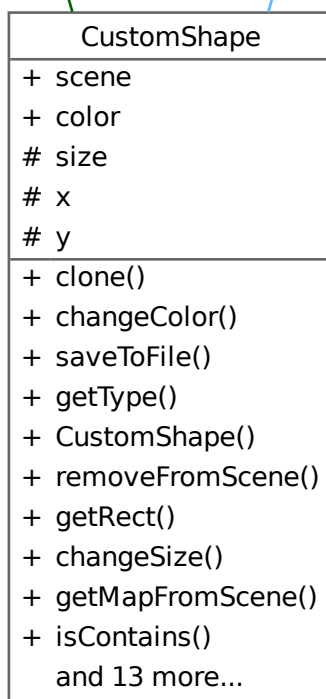 CustomShape
+ scene
+ color
# size
# x
# y
+ clone()
+ changeColor()
+ saveToFile()
+ getType()
+ CustomShape()
+ removeFromScene()
+ getRect()
+ changeSize()
+ getMapFromScene()
+ isContains()
and 13 more...